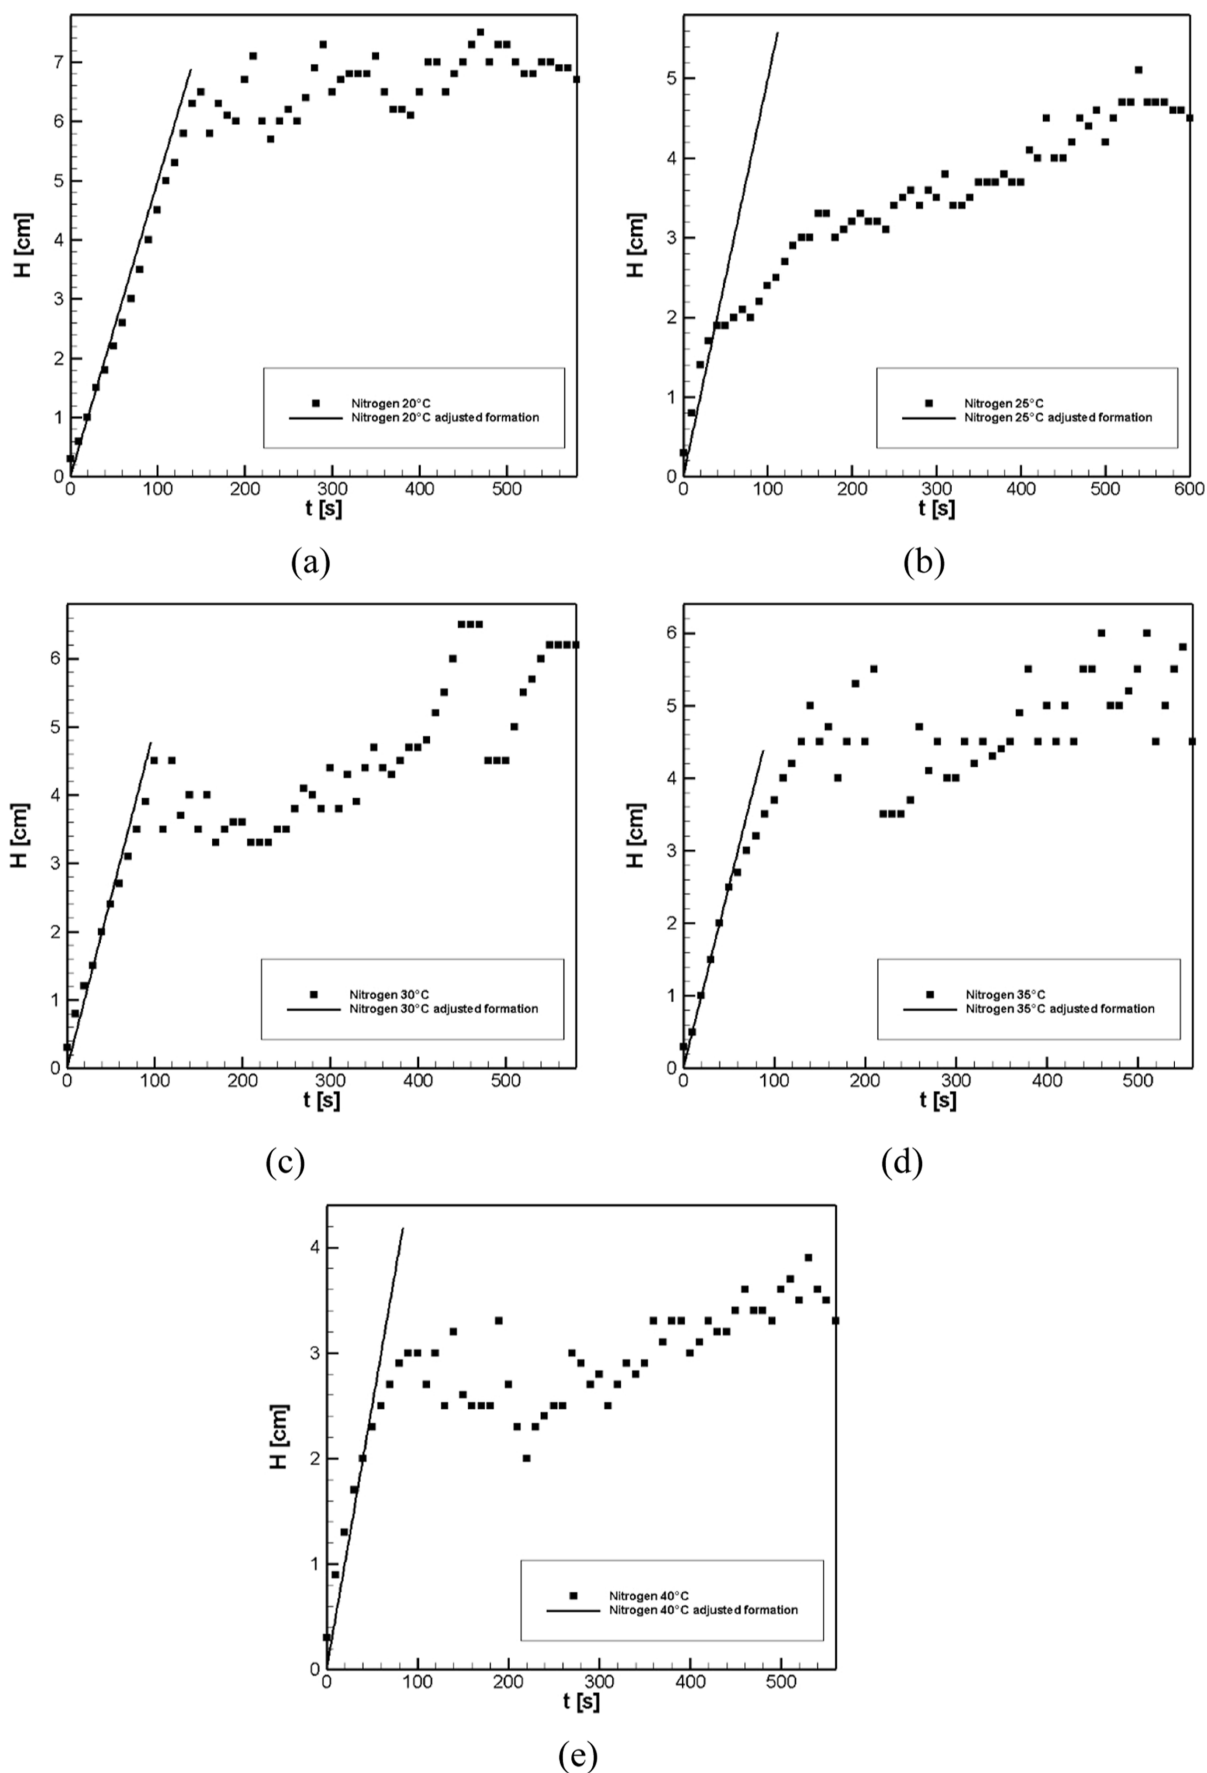 7
6
5
4
3
2
1
0
H [cm]
Nitrogen 20°C
Nitrogen 20°C adjusted formation
0 100 200 300 400 500
t [s]
(a)
5
4
3
2
1
0
H [cm]
Nitrogen 25°C
Nitrogen 25°C adjusted formation
0 100 200 300 400 500 600
t [s]
(b)
6
5
4
3
2
1
0
H [cm]
Nitrogen 30°C
Nitrogen 30°C adjusted formation
0 100 200 300 400 500
t [s]
(c)
6
5
4
3
2
1
0
H [cm]
Nitrogen 35°C
Nitrogen 35°C adjusted formation
0 100 200 300 400 500
t [s]
(d)
4
3
2
1
0
H [cm]
Nitrogen 40°C
Nitrogen 40°C adjusted formation
0 100 200 300 400 500
t [s]
(e)